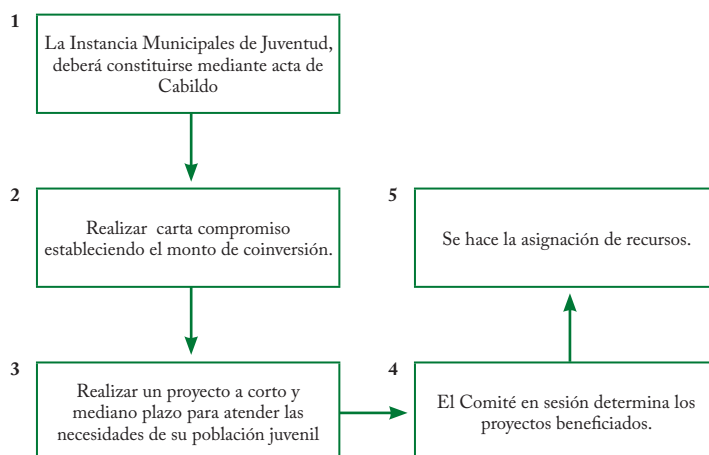 1
La Instancia Municipales de Juventud,
deberá constituirse mediante acta de
Cabildo
2
Realizar carta compromiso
estableciendo el monto de coinversión.
3
Realizar un proyecto a corto y
mediano plazo para atender las
necesidades de su población juvenil
4
El Comité en sesión determina los
proyectos beneficiados.
5
Se hace la asignación de recursos.